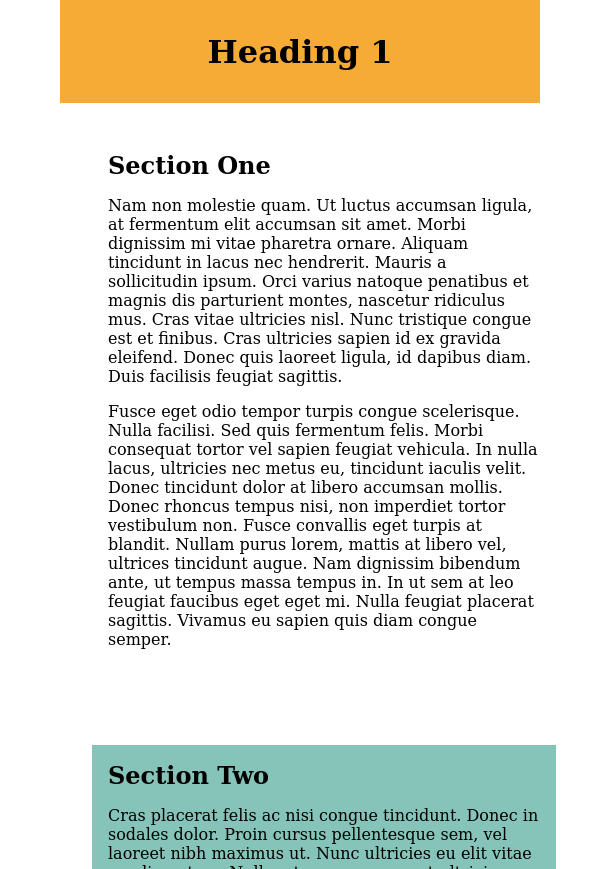 Heading 1
Section One
Nam non molestie quam. Ut luctus accumsan ligula,
at fermentum elit accumsan sit amet. Morbi
dignissim mi vitae pharetra ornare. Aliquam
tincidunt in lacus nec hendrerit. Mauris a
sollicitudin ipsum. Orci varius natoque penatibus et
magnis dis parturient montes, nascetur ridiculus
mus. Cras vitae ultricies nisl. Nunc tristique congue
est et finibus. Cras ultricies sapien id ex gravida
eleifend. Donec quis laoreet ligula, id dapibus diam.
Duis facilisis feugiat sagittis.
Fusce eget odio tempor turpis congue scelerisque.
Nulla facilisi. Sed quis fermentum felis. Morbi
consequat tortor vel sapien feugiat vehicula. In nulla
lacus, ultricies nec metus eu, tincidunt iaculis velit.
Donec tincidunt dolor at libero accumsan mollis.
Donec rhoncus tempus nisi, non imperdiet tortor
vestibulum non. Fusce convallis eget turpis at
blandit. Nullam purus lorem, mattis at libero vel,
ultrices tincidunt augue. Nam dignissim bibendum
ante, ut tempus massa tempus in. In ut sem at leo
feugiat faucibus eget eget mi. Nulla feugiat placerat
sagittis. Vivamus eu sapien quis diam congue
semper.
Section Two
Cras placerat felis ac nisi congue tincidunt. Donec in
sodales dolor. Proin cursus pellentesque sem, vel
laoreet nibh maximus ut. Nunc ultricies eu elit vitae